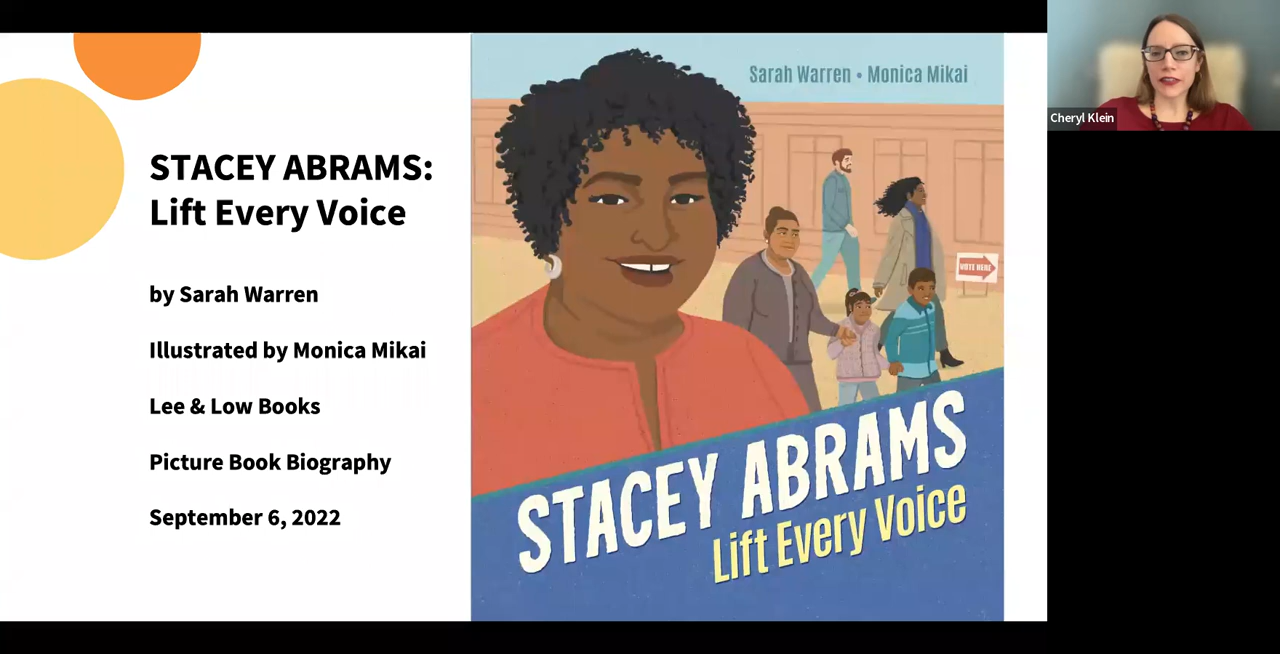 STACEY ABRAMS:
Lift Every Voice
by Sarah Warren
Illustrated by Monica Mikai
Lee & Low Books
Picture Book Biography
September 6, 2022
Sarah Warren • Monica Mikai
VOTE HERE
STACEY ABRAMS
Lift Every Voice
Cheryl Klein